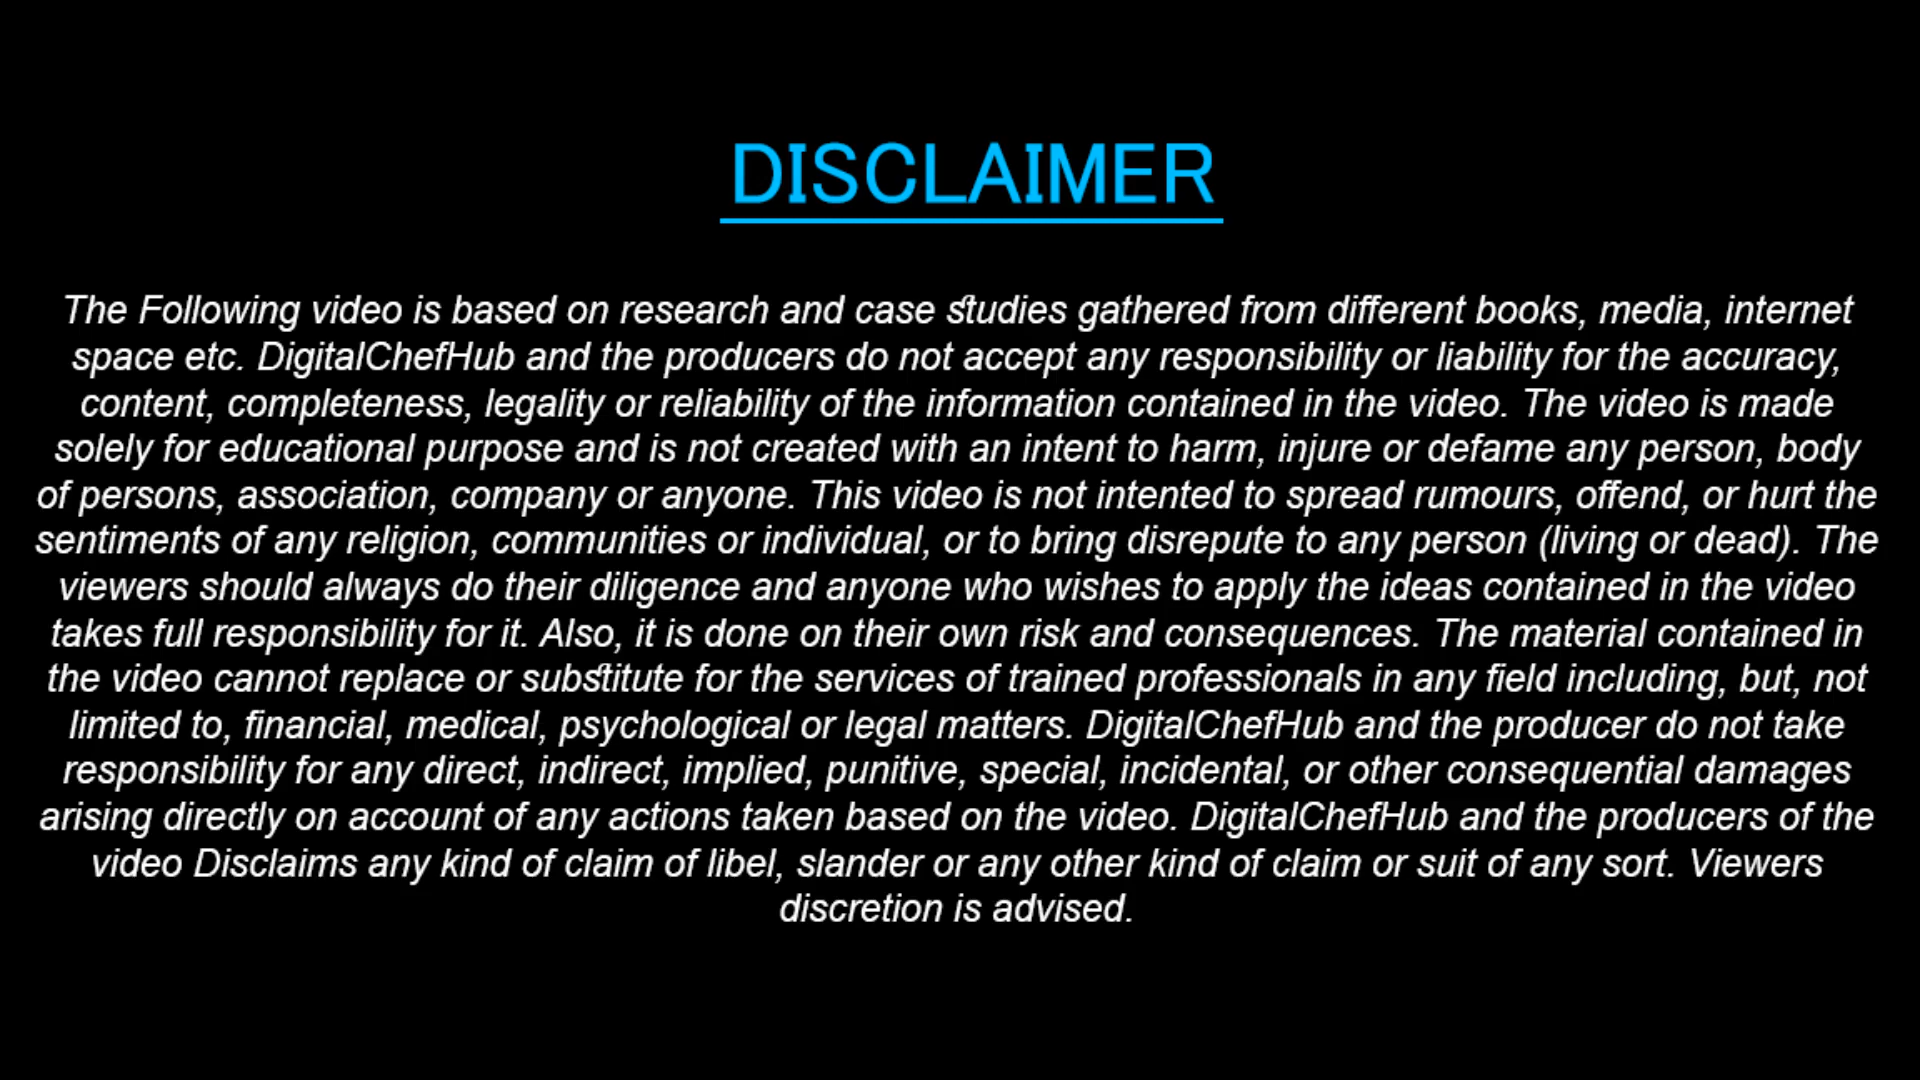 DISCLAIMER
The Following video is based on research and case studies gathered from different books, media, internet
space etc. DigitalChefHub and the producers do not accept any responsibility or liability for the accuracy,
content, completeness, legality or reliability of the information contained in the video. The video is made
solely for educational purpose and is not created with an intent to harm, injure or defame any person, body
of persons, association, company or anyone. This video is not intented to spread rumours, offend, or hurt the
sentiments of any religion, communities or individual, or to bring disrepute to any person (living or dead). The
viewers should always do their diligence and anyone who wishes to apply the ideas contained in the video
takes full responsibility for it. Also, it is done on their own risk and consequences. The material contained in
the video cannot replace or substitute for the services of trained professionals in any field including, but, not
limited to, financial, medical, psychological or legal matters. DigitalChefHub and the producer do not take
responsibility for any direct, indirect, implied, punitive, special, incidental, or other consequential damages
arising directly on account of any actions taken based on the video. DigitalChefHub and the producers of the
video Disclaims any kind of claim of libel, slander or any other kind of claim or suit of any sort. Viewers
discretion is advised.